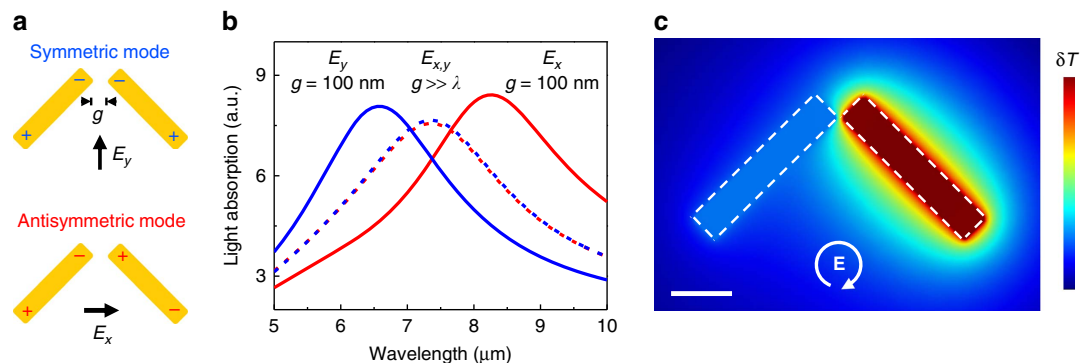 a
Symmetric mode
− −
g
+ +
E_y
Antisymmetric mode
− +
+ −
E_x
b
E_y E_x,y E_x
g = 100 nm g >> λ g = 100 nm
Light absorption (a.u.)
9
6
3
5 6 7 8 9 10
Wavelength (μm)
c
δT
E